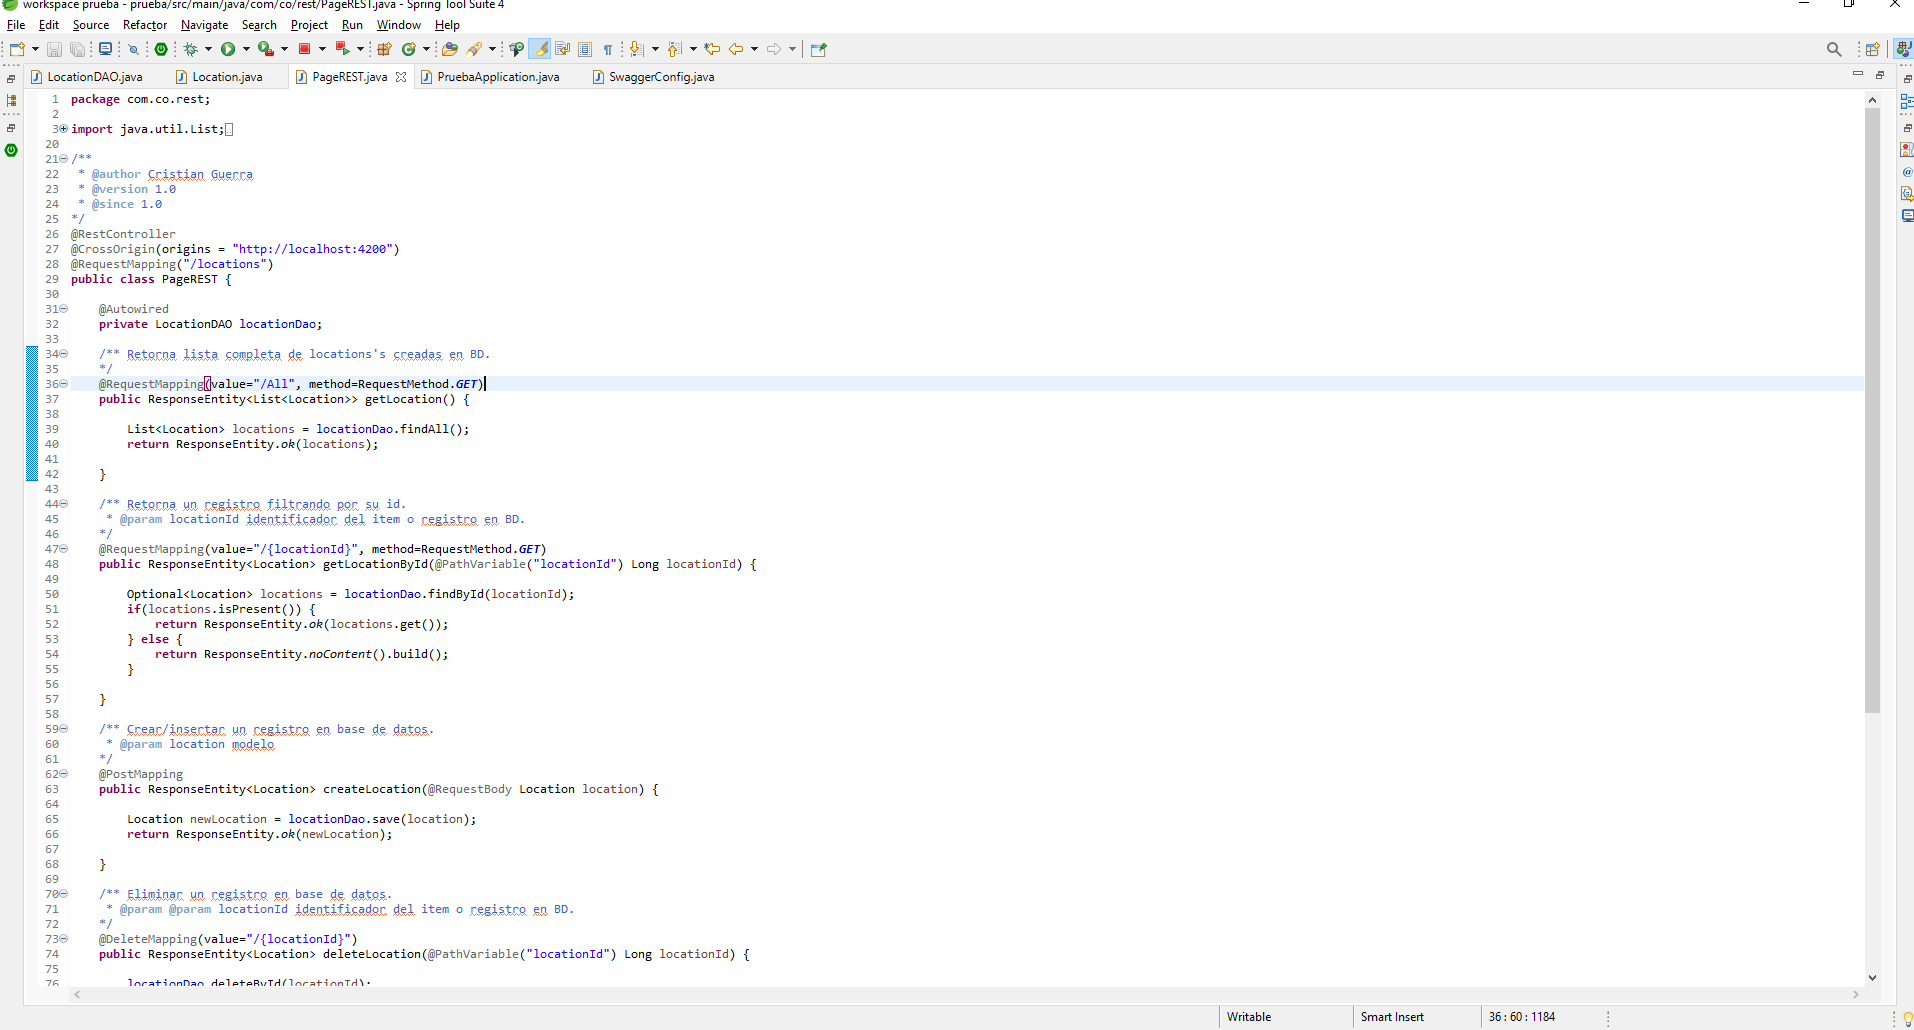 workspace prueba - prueba/src/main/java/com/co/rest/PageREST.java - Spring Tool Suite 4
File Edit Source Refactor Navigate Search Project Run Window Help
LocationDAO.java Location.java PageREST.java PruebaApplication.java SwaggerConfig.java
1 package com.co.rest;
2
3 import java.util.List;
20
21 /**
22 * @author Cristian Guerra
23 * @version 1.0
24 * @since 1.0
25 */
26 @RestController
27 @CrossOrigin(origins = "http://localhost:4200")
28 @RequestMapping("/locations")
29 public class PageREST {
30
31 @Autowired
32 private LocationDAO locationDao;
33
34 /** Retorna lista completa de locations's creadas en BD.
35 */
36 @RequestMapping(value="/All", method=RequestMethod.GET)
37 public ResponseEntity<List<Location>> getLocation() {
38
39 List<Location> locations = locationDao.findAll();
40 return ResponseEntity.ok(locations);
41
42 }
43
44 /** Retorna un registro filtrando por su id.
45 * @param locationId identificador del item o registro en BD.
46 */
47 @RequestMapping(value="/{locationId}", method=RequestMethod.GET)
48 public ResponseEntity<Location> getLocationById(@PathVariable("locationId") Long locationId) {
49
50 Optional<Location> locations = locationDao.findById(locationId);
51 if(locations.isPresent()) {
52 return ResponseEntity.ok(locations.get());
53 } else {
54 return ResponseEntity.noContent().build();
55 }
56
57 }
58
59 /** Crear/insertar un registro en base de datos.
60 * @param location modelo
61 */
62 @PostMapping
63 public ResponseEntity<Location> createLocation(@RequestBody Location location) {
64
65 Location newLocation = locationDao.save(location);
66 return ResponseEntity.ok(newLocation);
67
68 }
69
70 /** Eliminar un registro en base de datos.
71 * @param @param locationId identificador del item o registro en BD.
72 */
73 @DeleteMapping(value="/{locationId}")
74 public ResponseEntity<Location> deleteLocation(@PathVariable("locationId") Long locationId) {
75
76 locationDao.deleteById(locationId);
Writable Smart Insert 36 : 60 : 1184